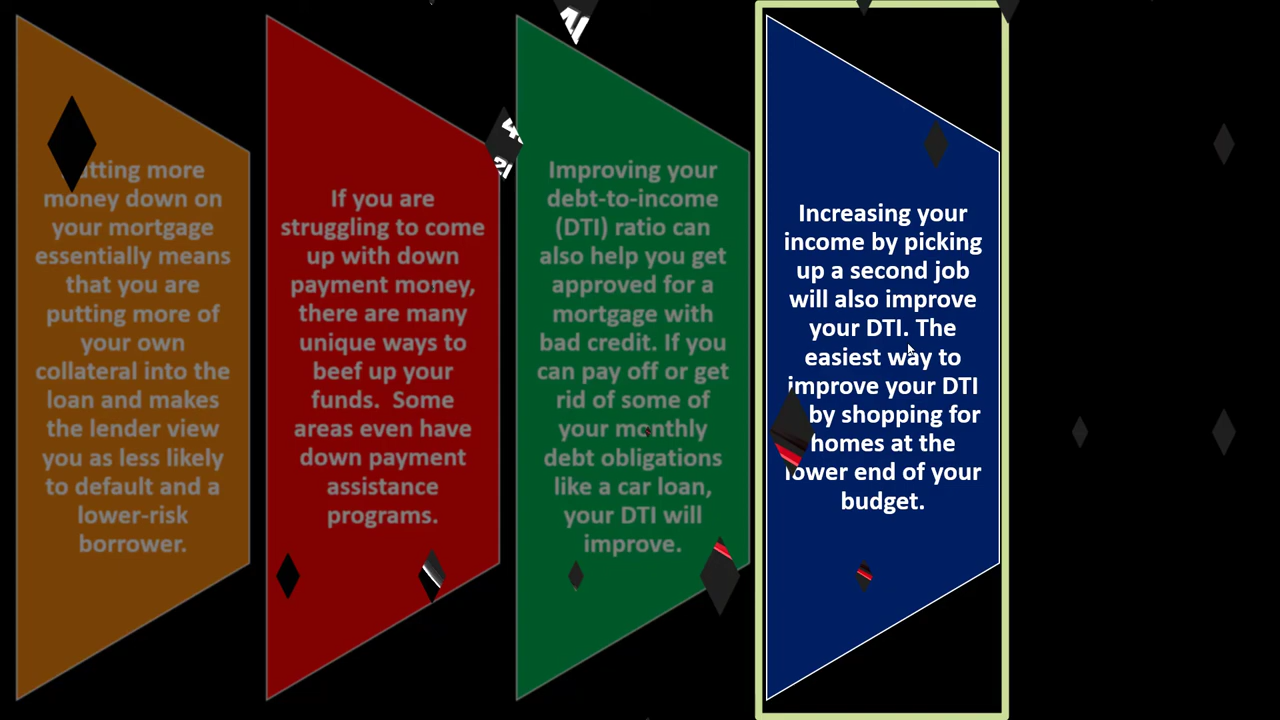 money down on
your mortgage
essentially means
that you are
putting more of
your own
collateral into the
loan and makes
the lender view
you as less likely
to default and a
lower-risk
borrower.
If you are
struggling to come
up with down
payment money,
there are many
unique ways to
beef up your
funds.  Some
areas even have
down payment
assistance
programs.
Improving your
debt-to-income
(DTI) ratio can
also help you get
approved for a
mortgage with
bad credit. If you
can pay off or get
rid of some of
your monthly
debt obligations
like a car loan,
your DTI will
improve.
Increasing your
income by picking
up a second job
will also improve
your DTI. The
easiest way to
improve your DTI
by shopping for
homes at the
lower end of your
budget.